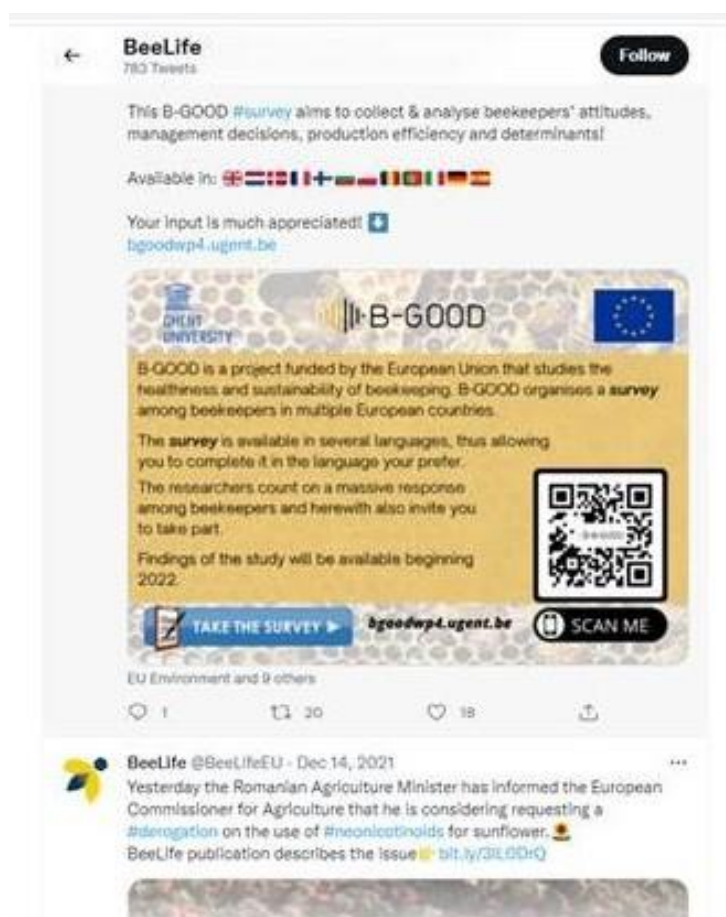 BeeLife
783 Tweets
Follow
This B-GOOD #survey aims to collect & analyse beekeepers' attitudes,
management decisions, production efficiency and determinants!
Available in:
Your input is much appreciated!
bgoodwp4.ugent.be
GHENT
UNIVERSITY
B-GOOD
B-GOOD is a project funded by the European Union that studies the
healthiness and sustainability of beekeeping. B-GOOD organises a survey
among beekeepers in multiple European countries.
The survey is available in several languages, thus allowing
you to complete it in the language your prefer.
The researchers count on a massive response
among beekeepers and herewith also invite you
to take part.
Findings of the study will be available beginning
2022.
B-GOOD
TAKE THE SURVEY
bgoodwp4.ugent.be
SCAN ME
EU Environment and 9 others
1 20 18
BeeLife @BeeLifeEU · Dec 14, 2021
Yesterday the Romanian Agriculture Minister has informed the European
Commissioner for Agriculture that he is considering requesting a
#derogation on the use of #neonicotinoids for sunflower.
BeeLife publication describes the issue